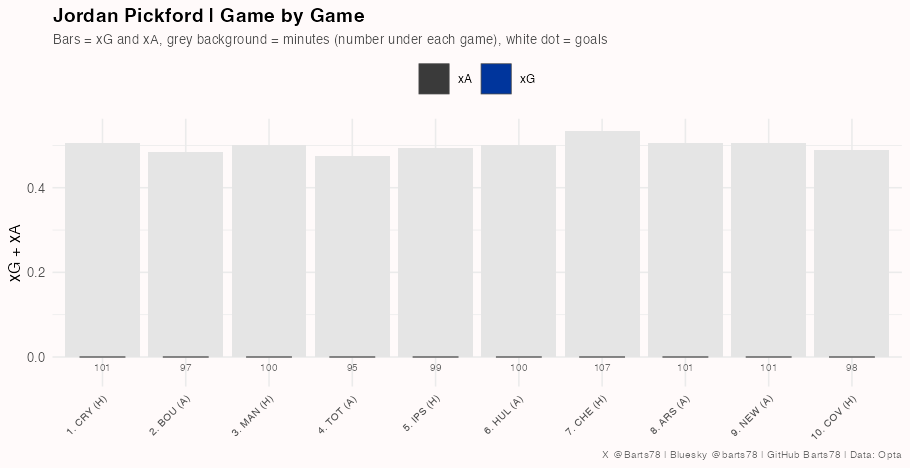 Jordan Pickford | Game by Game
Bars = xG and xA, grey background = minutes (number under each game), white dot = goals
xA xG
xG + xA
0.4
0.2
0.0
101 97 100 95 99 100 107 101 101 98
1. CRY (H) 2. BOU (A) 3. MAN (H) 4. TOT (A) 5. IPS (H) 6. HUL (A) 7. CHE (H) 8. ARS (A) 9. NEW (A) 10. COV (H)
X @Barts78 | Bluesky @barts78 | GitHub Barts78 | Data: Opta